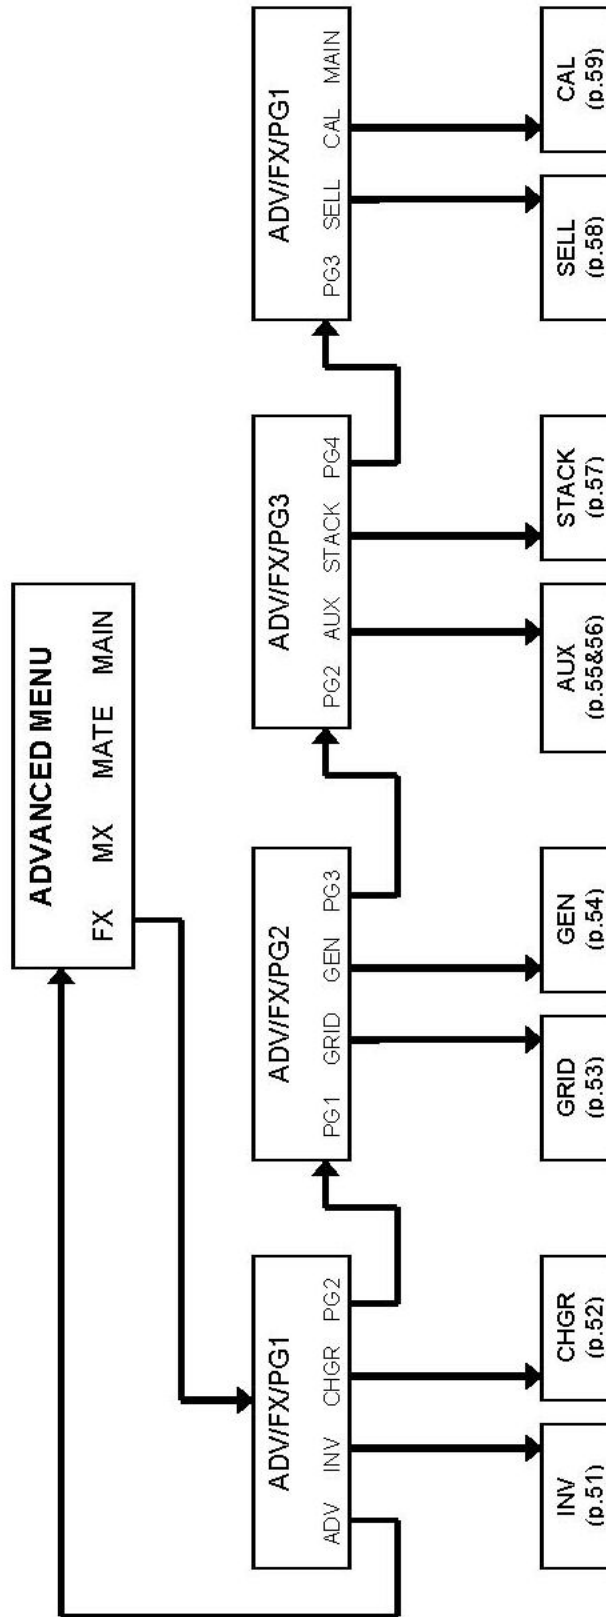 ADVANCED MENU
FX MX MATE MAIN
ADV/FX/PG1
ADV INV CHGR PG2
ADV/FX/PG2
PG1 GRID GEN PG3
ADV/FX/PG3
PG2 AUX STACK PG4
ADV/FX/PG1
PG3 SELL CAL MAIN
INV
(p.51)
CHGR
(p.52)
GRID
(p.53)
GEN
(p.54)
AUX
(p.55&56)
STACK
(p.57)
SELL
(p.58)
CAL
(p.59)